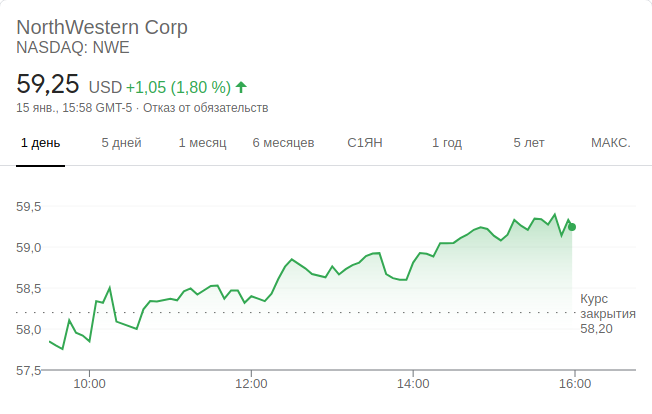 NorthWestern Corp
NASDAQ: NWE
59,25 USD +1,05 (1,80 %)
15 янв., 15:58 GMT-5 · Отказ от обязательств
1 день 5 дней 1 месяц 6 месяцев С1ЯН 1 год 5 лет МАКС.
59,5
59,0
58,5
58,0
57,5
Курс
закрытия
58,20
10:00 12:00 14:00 16:00